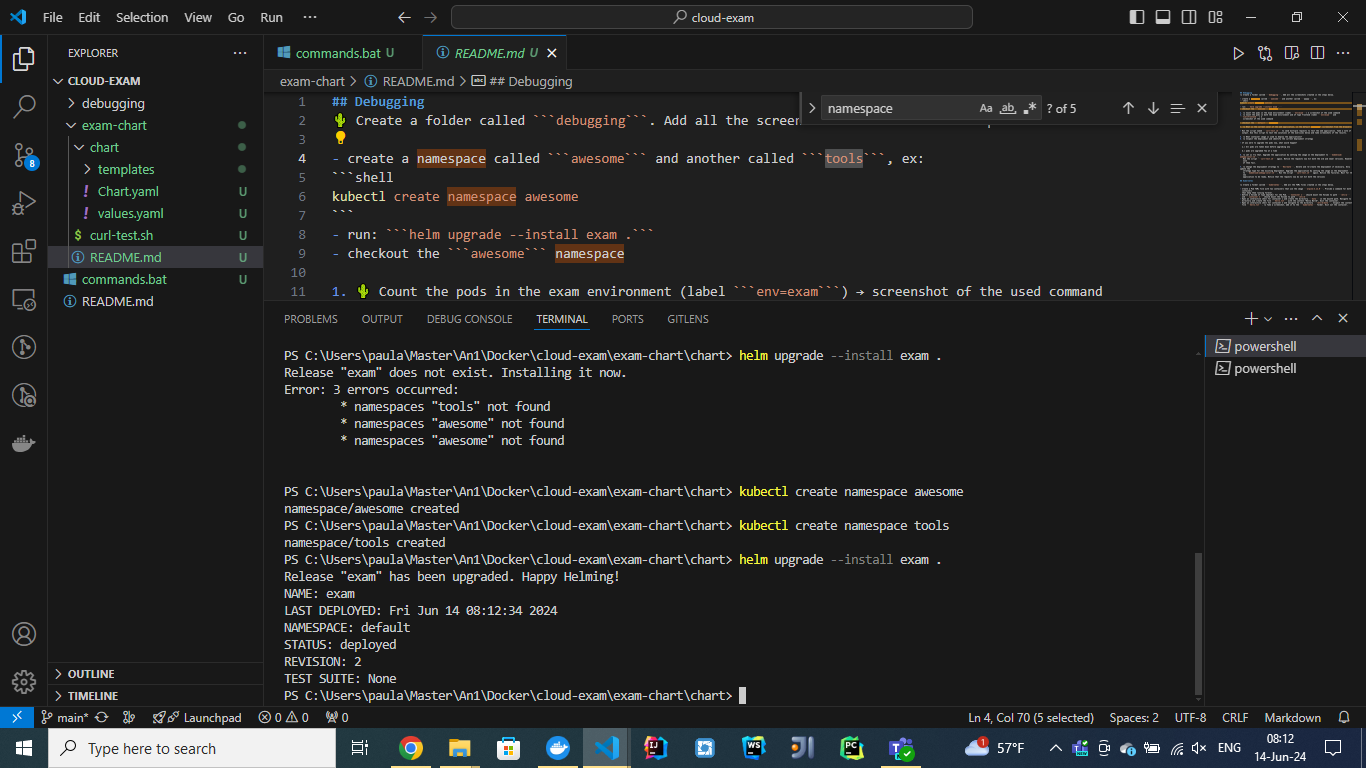 File Edit Selection View Go Run ··· cloud-exam
EXPLORER ···
CLOUD-EXAM
debugging
exam-chart
chart
templates
! Chart.yaml U
! values.yaml U
$ curl-test.sh U
README.md U
commands.bat U
README.md
OUTLINE
TIMELINE
8
commands.bat U README.md U
exam-chart > README.md > ## Debugging
namespace Aa ab .* ? of 5
1 ## Debugging
2 🌵 Create a folder called ```debugging```. Add all the screen
3
4 - create a namespace called ```awesome``` and another called ```tools```, ex:
5 ```shell
6 kubectl create namespace awesome
7 ```
8 - run: ```helm upgrade --install exam .```
9 - checkout the ```awesome``` namespace
10
11 1. 🌵 Count the pods in the exam environment (label ```env=exam```) → screenshot of the used command
PROBLEMS OUTPUT DEBUG CONSOLE TERMINAL PORTS GITLENS
powershell
powershell
PS C:\Users\paula\Master\An1\Docker\cloud-exam\exam-chart\chart> helm upgrade --install exam .
Release "exam" does not exist. Installing it now.
Error: 3 errors occurred:
* namespaces "tools" not found
* namespaces "awesome" not found
* namespaces "awesome" not found
PS C:\Users\paula\Master\An1\Docker\cloud-exam\exam-chart\chart> kubectl create namespace awesome
namespace/awesome created
PS C:\Users\paula\Master\An1\Docker\cloud-exam\exam-chart\chart> kubectl create namespace tools
namespace/tools created
PS C:\Users\paula\Master\An1\Docker\cloud-exam\exam-chart\chart> helm upgrade --install exam .
Release "exam" has been upgraded. Happy Helming!
NAME: exam
LAST DEPLOYED: Fri Jun 14 08:12:34 2024
NAMESPACE: default
STATUS: deployed
REVISION: 2
TEST SUITE: None
PS C:\Users\paula\Master\An1\Docker\cloud-exam\exam-chart\chart>
main* Launchpad 0 0 0 Ln 4, Col 70 (5 selected) Spaces: 2 UTF-8 CRLF Markdown
Type here to search 1 57°F ENG 08:12
14-Jun-24